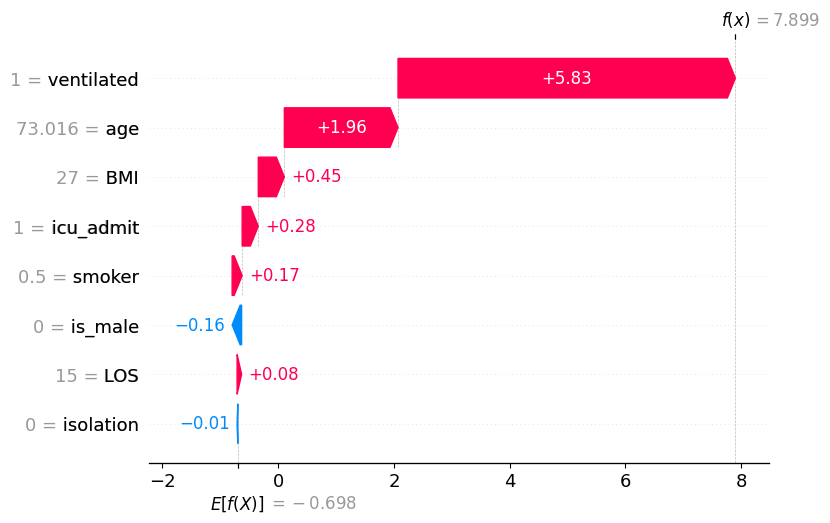 f(x) = 7.899
1 = ventilated
+5.83
73.016 = age
+1.96
27 = BMI
+0.45
1 = icu_admit
+0.28
0.5 = smoker
+0.17
0 = is_male
−0.16
15 = LOS
+0.08
0 = isolation
−0.01
−2 0 2 4 6 8
E[f(X)] = −0.698